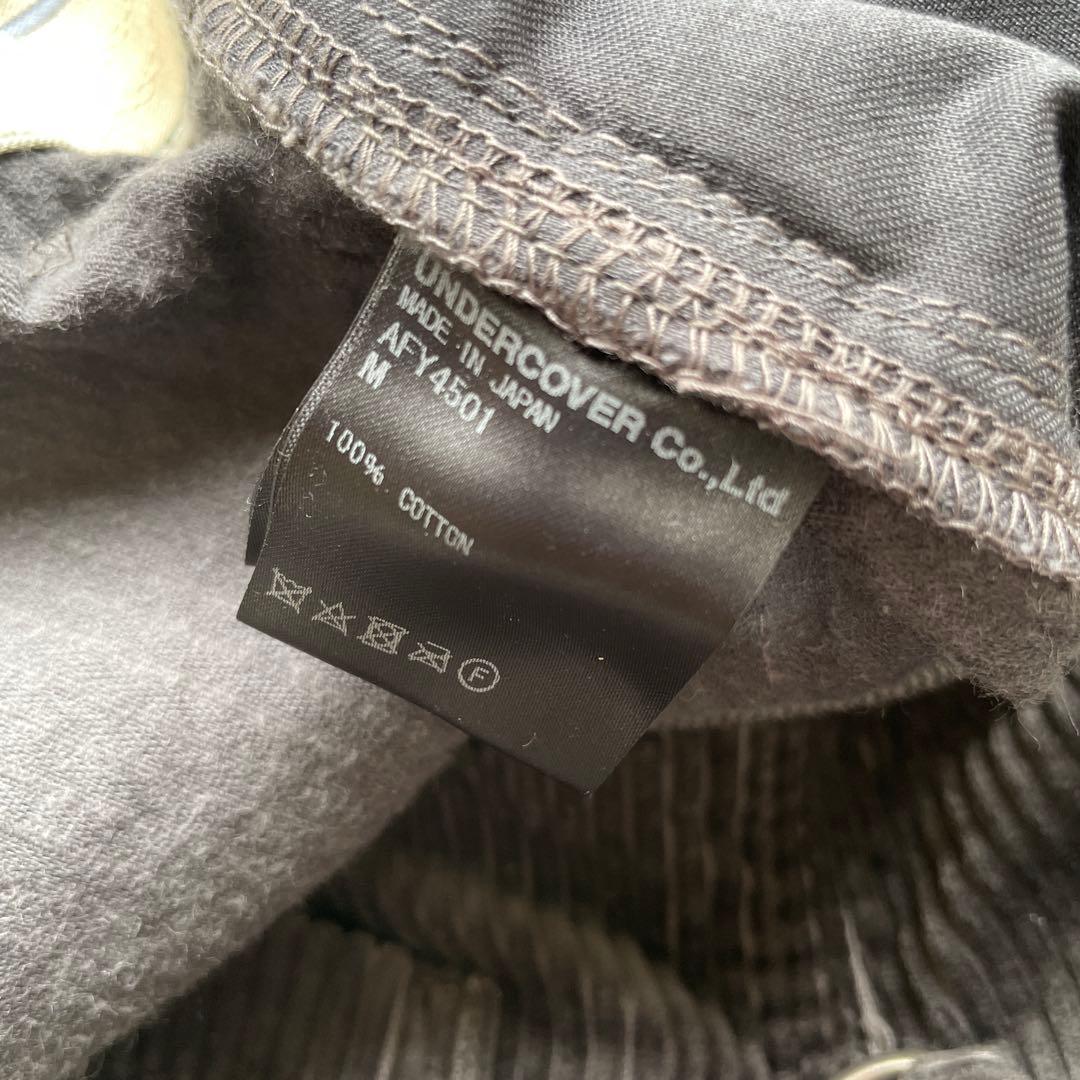 UNDERCOVER Co.,Ltd
MADE IN JAPAN
AFY4501
M
100% COTTON
F